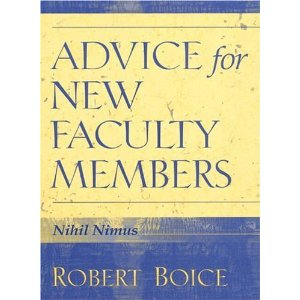 ADVICE for
NEW
FACULTY
MEMBERS
Nihil Nimus
ROBERT BOICE